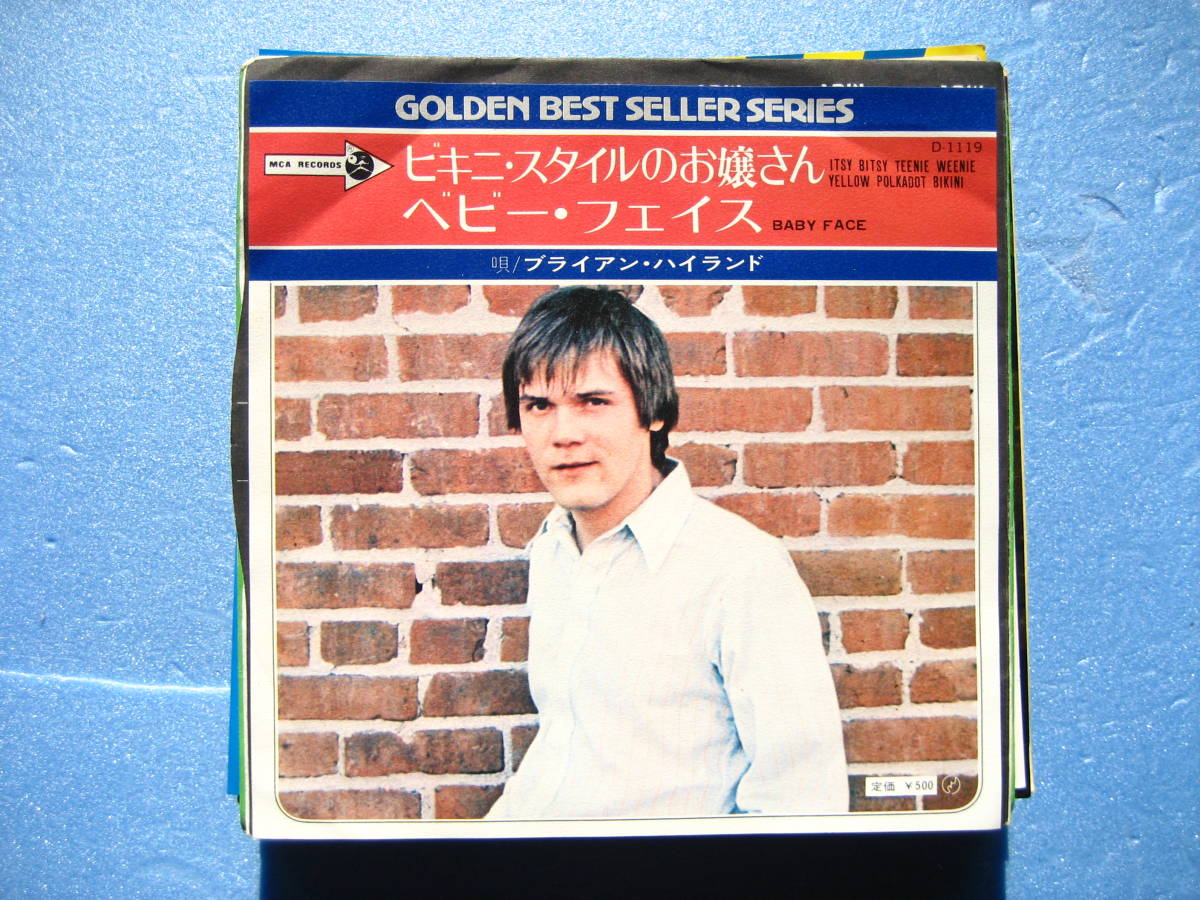 GOLDEN BEST SELLER SERIES
D-1119
MCA RECORDS
ビキニ・スタイルのお嬢さん
ITSY BITSY TEENIE WEENIE
YELLOW POLKADOT BIKINI
ベビー・フェイス BABY FACE
唄/ブライアン・ハイランド
定価 ¥500